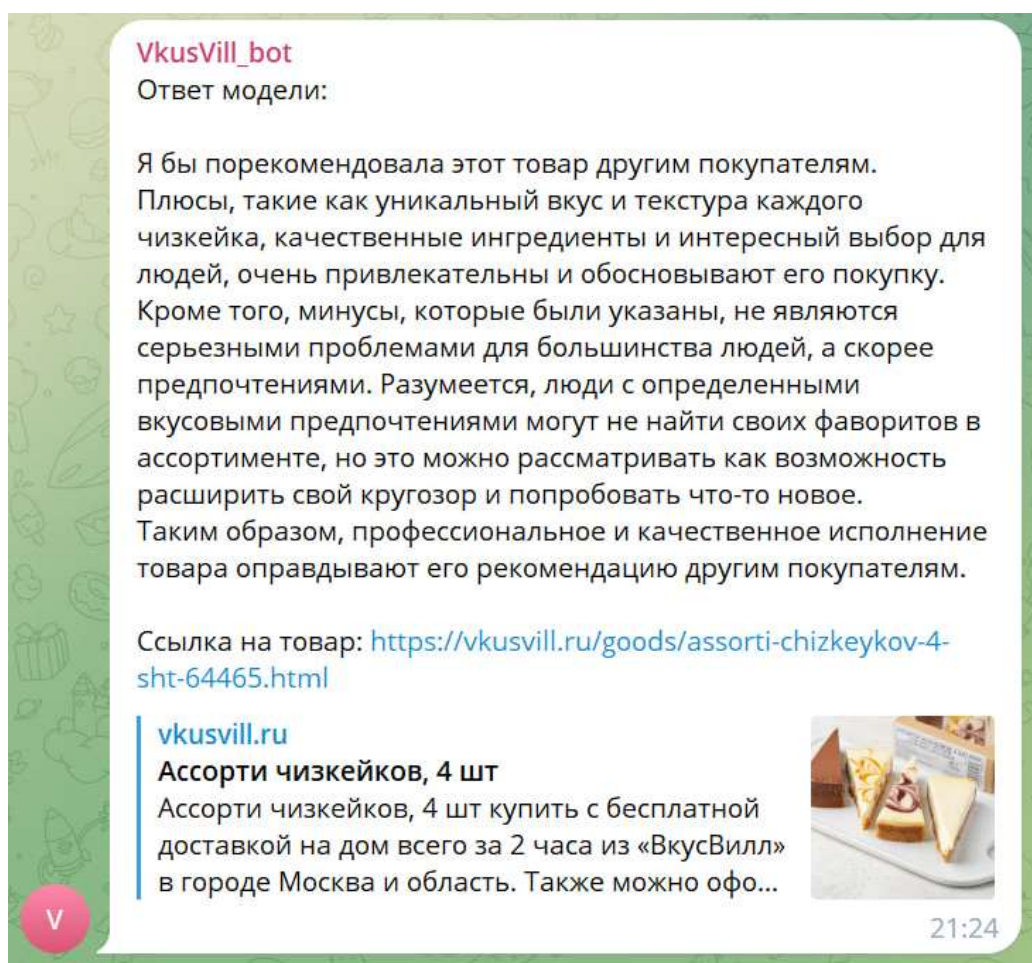 VkusVill_bot
Ответ модели:
Я бы порекомендовала этот товар другим покупателям.
Плюсы, такие как уникальный вкус и текстура каждого
чизкейка, качественные ингредиенты и интересный выбор для
людей, очень привлекательны и обосновывают его покупку.
Кроме того, минусы, которые были указаны, не являются
серьезными проблемами для большинства людей, а скорее
предпочтениями. Разумеется, люди с определенными
вкусовыми предпочтениями могут не найти своих фаворитов в
ассортименте, но это можно рассматривать как возможность
расширить свой кругозор и попробовать что-то новое.
Таким образом, профессиональное и качественное исполнение
товара оправдывают его рекомендацию другим покупателям.
Ссылка на товар: https://vkusvill.ru/goods/assorti-chizkeykov-4-
sht-64465.html
vkusvill.ru
Ассорти чизкейков, 4 шт
Ассорти чизкейков, 4 шт купить с бесплатной
доставкой на дом всего за 2 часа из «ВкусВилл»
в городе Москва и область. Также можно офо...
V
21:24